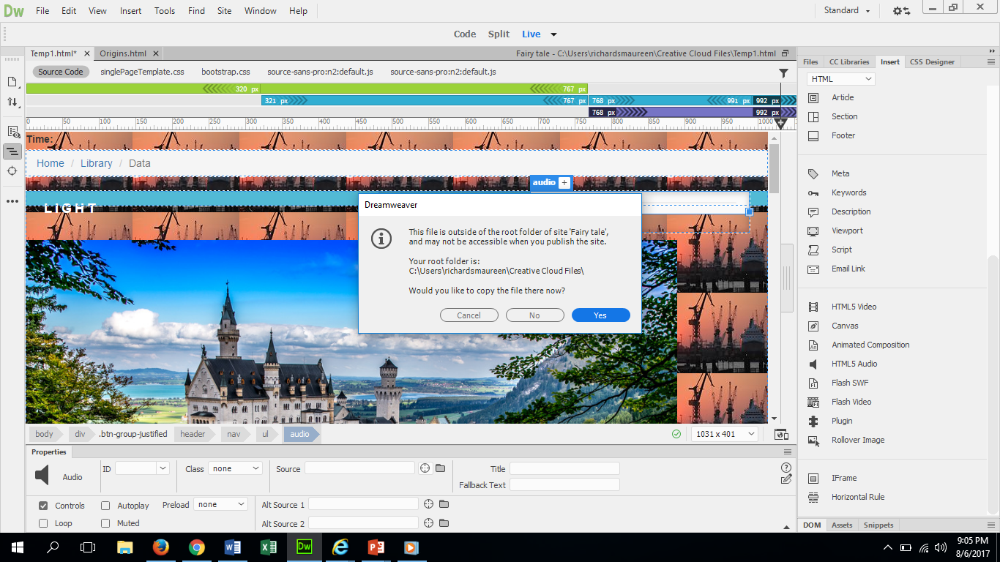 Dw File Edit View Insert Tools Find Site Window Help Standard
Code Split Live
Temp1.html* Origins.html Fairy tale - C:\Users\richardsmaureen\Creative Cloud Files\Temp1.html
Source Code singlePageTemplate.css bootstrap.css source-sans-pro:n2:default.js source-sans-pro:n2:default.js
320 px 767 px
321 px 767 px 768 px 991 px 992 px
768 px 992 px
0 50 100 150 200 250 300 350 400 450 500 550 600 650 700 750 800 850 900 950 1000
Time:
Home / Library / Data
audio +
LIGHT
Dreamweaver
This file is outside of the root folder of site 'Fairy tale',
and may not be accessible when you publish the site.
Your root folder is:
C:\Users\richardsmaureen\Creative Cloud Files\
Would you like to copy the file there now?
Cancel No Yes
body div .btn-group-justified header nav ul audio 1031 x 401
Properties
Audio ID Class none Source Title
Fallback Text
Controls Autoplay Preload none Alt Source 1
Loop Muted Alt Source 2
Files CC Libraries Insert CSS Designer
HTML
Article
Section
Footer
Meta
Keywords
Description
Viewport
Script
Email Link
HTML5 Video
Canvas
Animated Composition
HTML5 Audio
Flash SWF
Flash Video
Plugin
Rollover Image
IFrame
Horizontal Rule
DOM Assets Snippets
Dw
9:05 PM
8/6/2017